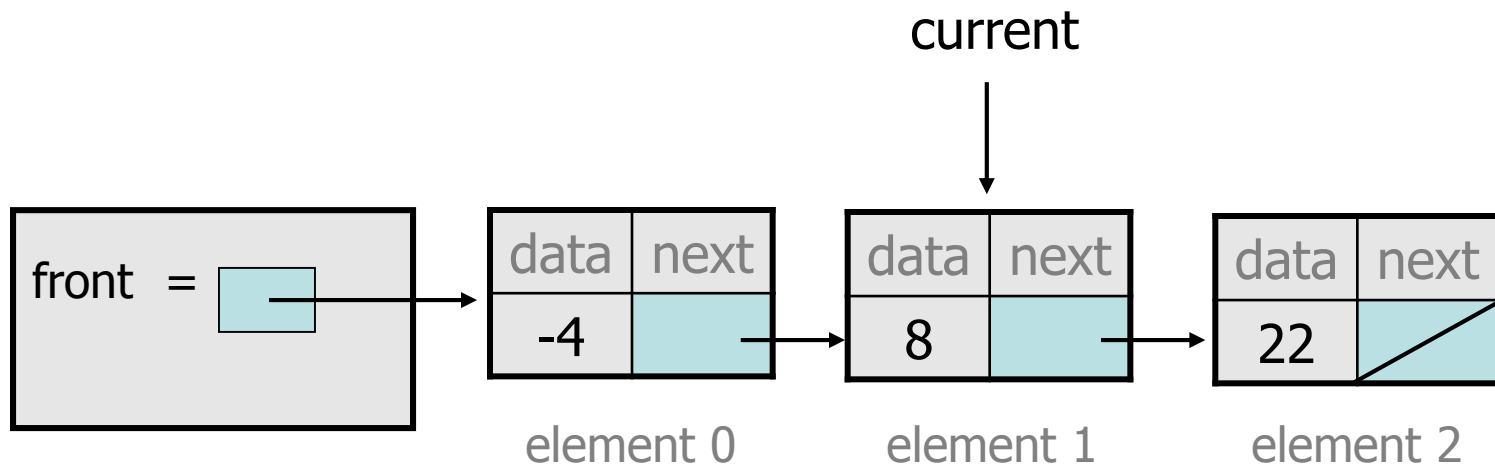 current
front =
data next
-4
element 0
data next
8
element 1
data next
22
element 2